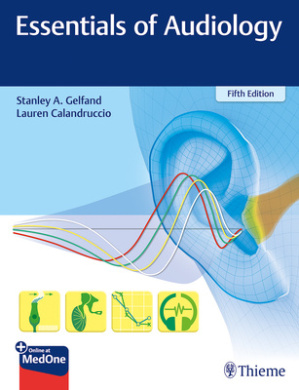 Essentials of Audiology
Stanley A. Gelfand
Lauren Calandruccio
Fifth Edition
+ Online at
MedOne
Thieme